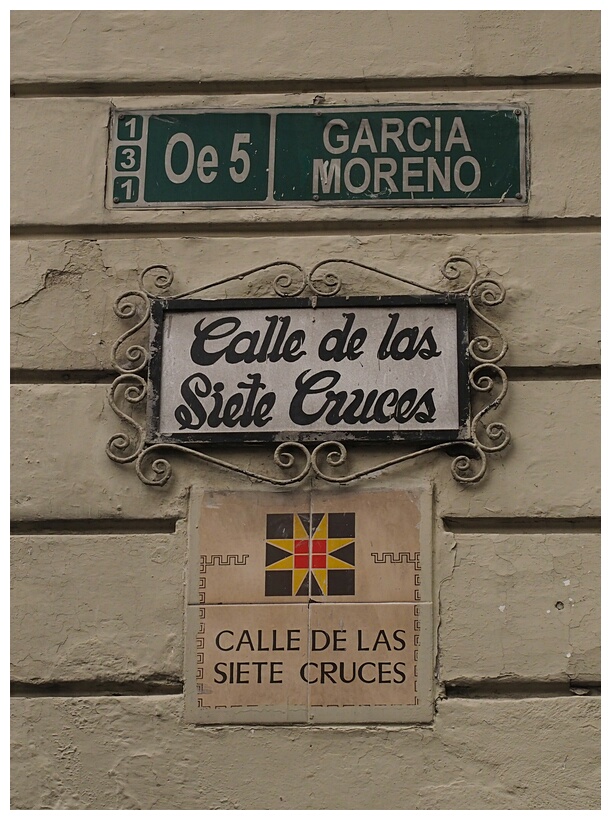 1
3
1
Oe 5
GARCIA
MORENO
Calle de las
Siete Cruces
CALLE DE LAS
SIETE CRUCES